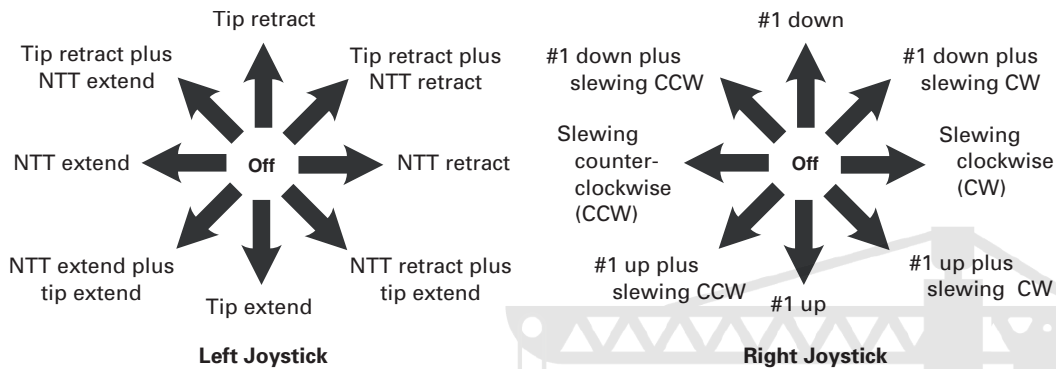 Tip retract
Tip retract plus
NTT extend
Tip retract plus
NTT retract
NTT extend
Off
NTT retract
NTT extend plus
tip extend
Tip extend
NTT retract plus
tip extend
Left Joystick
#1 down
#1 down plus
slewing CCW
#1 down plus
slewing CW
Slewing
counter-
clockwise
(CCW)
Off
Slewing
clockwise
(CW)
#1 up plus
slewing CCW
#1 up
#1 up plus
slewing CW
Right Joystick